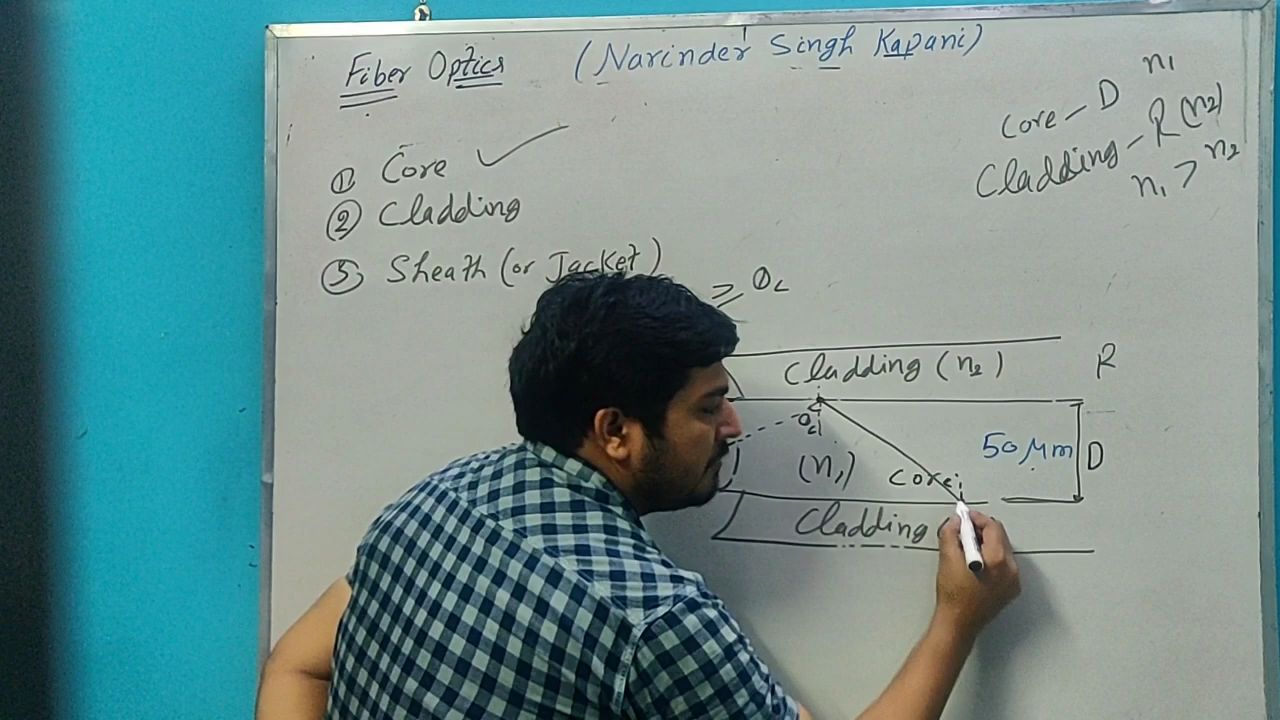 Fiber Optics (Narinder Singh Kapani)
Core - D n₁
Cladding - R (n₂)
n₁ > n₂
① Core ✓
② Cladding
③ Sheath (or Jacket)
≥ θc
Cladding (n₂) R
θc
(n₁) Core 50 μm D
Cladding